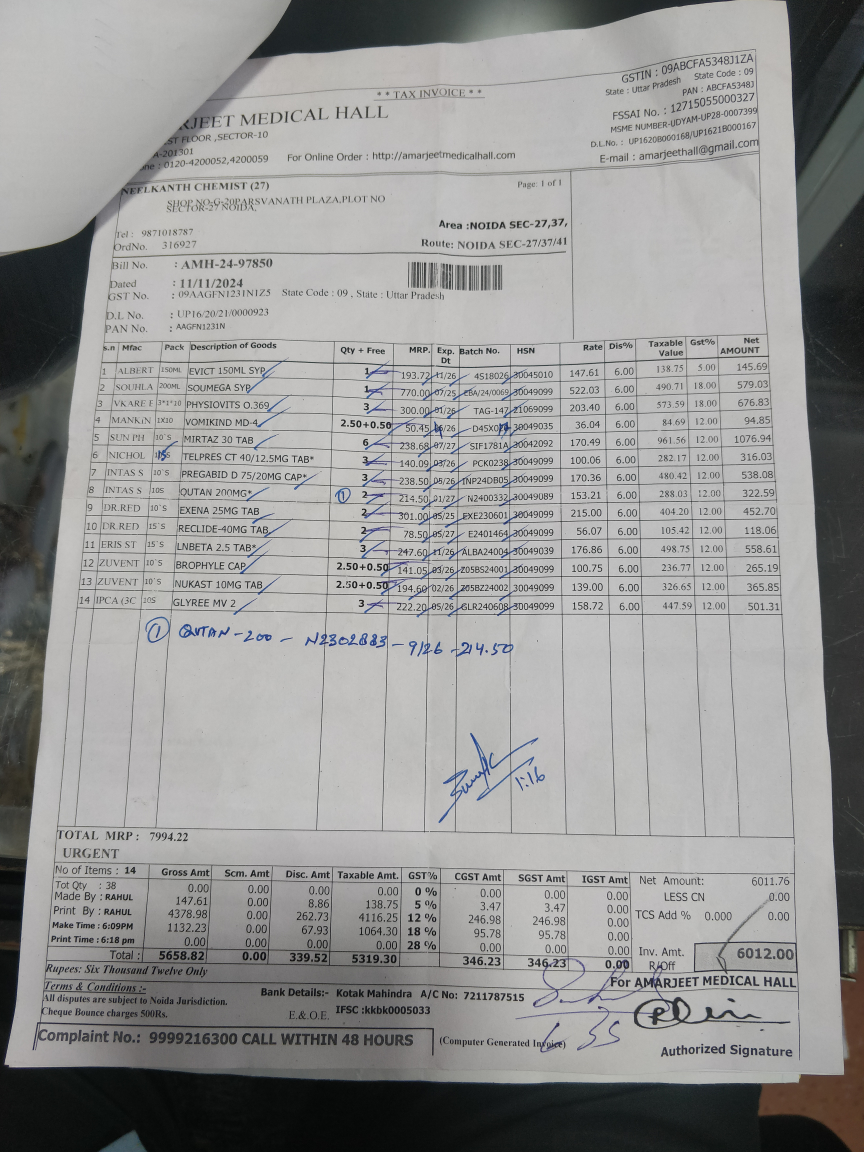 * * TAX INVOICE * *
GSTIN : 09ABCFA5348J1ZA
State : Uttar Pradesh State Code : 09
PAN : ABCFA5348J
FSSAI No. : 12715055000327
MSME NUMBER-UDYAM-UP28-0007399
D.L.No. : UP1620B000168/UP1621B000167
E-mail : amarjeethall@gmail.com
RJEET MEDICAL HALL
ST FLOOR ,SECTOR-10
A-201301
ne : 0120-4200052,4200059 For Online Order : http://amarjeetmedicalhall.com
NEELKANTH CHEMIST (27) Page: 1 of 1
SHOP NO-G-20PARSVANATH PLAZA,PLOT NO
SECTOR-27 NOIDA,
Area :NOIDA SEC-27,37,
Tel : 9871018787
OrdNo. 316927 Route: NOIDA SEC-27/37/41
Bill No. : AMH-24-97850
Dated : 11/11/2024
GST No. : 09AAGFN1231N1Z5 State Code : 09 , State : Uttar Pradesh
D.L No. : UP16/20/21/0000923
PAN No. : AAGFN1231N
s.n Mfac Pack Description of Goods Qty + Free MRP. Exp. Dt Batch No. HSN Rate Dis% Taxable Value Gst% Net AMOUNT
1 ALBERT 150ML EVICT 150ML SYP 1 193.72 11/26 4518026 30045010 147.61 6.00 138.75 5.00 145.69
2 SOUHLA 200ML SOUMEGA SYP 1 770.00 07/25 EBA/24/0069 30049099 522.03 6.00 490.71 18.00 579.03
3 VKARE E 3*1*10 PHYSIOVITS O.369 3 300.00 01/26 TAG-147 21069099 203.40 6.00 573.59 18.00 676.83
4 MANKiN 1X10 VOMIKIND MD-4 2.50+0.50 50.45 /26 30049035 36.04 6.00 84.69 12.00 94.85
5 SUN PH 10`S MIRTAZ 30 TAB 6 238.68 07/27 SIF1781A 30042092 170.49 6.00 961.56 12.00 1076.94
6 NICHOL 15 TELPRES CT 40/12.5MG TAB* 3 140.09 03/26 PCK0238 30049099 100.06 6.00 282.17 12.00 316.03
7 INTAS S 10`S PREGABID D 75/20MG CAP* 3 238.50 05/26 INP24DB05 30049099 170.36 6.00 480.42 12.00 538.08
8 INTAS S 10S QUTAN 200MG* ① 2 214.50 01/27 N2400332 30049089 153.21 6.00 288.03 12.00 322.59
9 DR.RED 10`S EXENA 25MG TAB 2 301.00 05/25 EXE230601 30049099 215.00 6.00 404.20 12.00 452.70
10 DR.RED 15`S RECLIDE-40MG TAB 2 78.50 05/27 E2401464 30049099 56.07 6.00 105.42 12.00 118.06
11 ERIS ST 15`S LNBETA 2.5 TAB* 3 247.60 11/26 ALBA24004 30049039 176.86 6.00 498.75 12.00 558.61
12 ZUVENT 10`S BROPHYLE CAP 2.50+0.50 141.05 03/26 Z05BS24001 30049099 100.75 6.00 236.77 12.00 265.19
13 ZUVENT 10`S NUKAST 10MG TAB 2.50+0.50 194.60 02/26 Z05BZ24002 30049099 139.00 6.00 326.65 12.00 365.85
14 IPCA (3C 10S GLYREE MV 2 3 222.20 05/26 GLR240608 30049099 158.72 6.00 447.59 12.00 501.31
① QUTAN-200 - N2302883 - 9/26 - 214.50
1:16
TOTAL MRP : 7994.22
URGENT
No of Items : 14 Gross Amt Scm. Amt Disc. Amt Taxable Amt. GST% CGST Amt SGST Amt IGST Amt
Tot Qty : 38 0.00 0.00 0.00 0.00 0 % 0.00 0.00 0.00
Made By : RAHUL 147.61 0.00 8.86 138.75 5 % 3.47 3.47 0.00
Print By : RAHUL 4378.98 0.00 262.73 4116.25 12 % 246.98 246.98 0.00
Make Time : 6:09PM 1132.23 0.00 67.93 1064.30 18 % 95.78 95.78 0.00
Print Time : 6:18 pm 0.00 0.00 0.00 0.00 28 % 0.00 0.00 0.00
Total : 5658.82 0.00 339.52 5319.30 346.23 346.23 0.00
Net Amount: 6011.76
LESS CN 0.00
TCS Add % 0.000 0.00
Inv. Amt. 6012.00
R/Off
Rupees: Six Thousand Twelve Only
For AMARJEET MEDICAL HALL
Terms & Conditions :-
All disputes are subject to Noida Jurisdiction.
Cheque Bounce charges 500Rs.
Bank Details:- Kotak Mahindra A/C No: 7211787515
E.&.O.E. IFSC :kkbk0005033
6 35
Complaint No.: 9999216300 CALL WITHIN 48 HOURS
(Computer Generated Invoice)
Authorized Signature